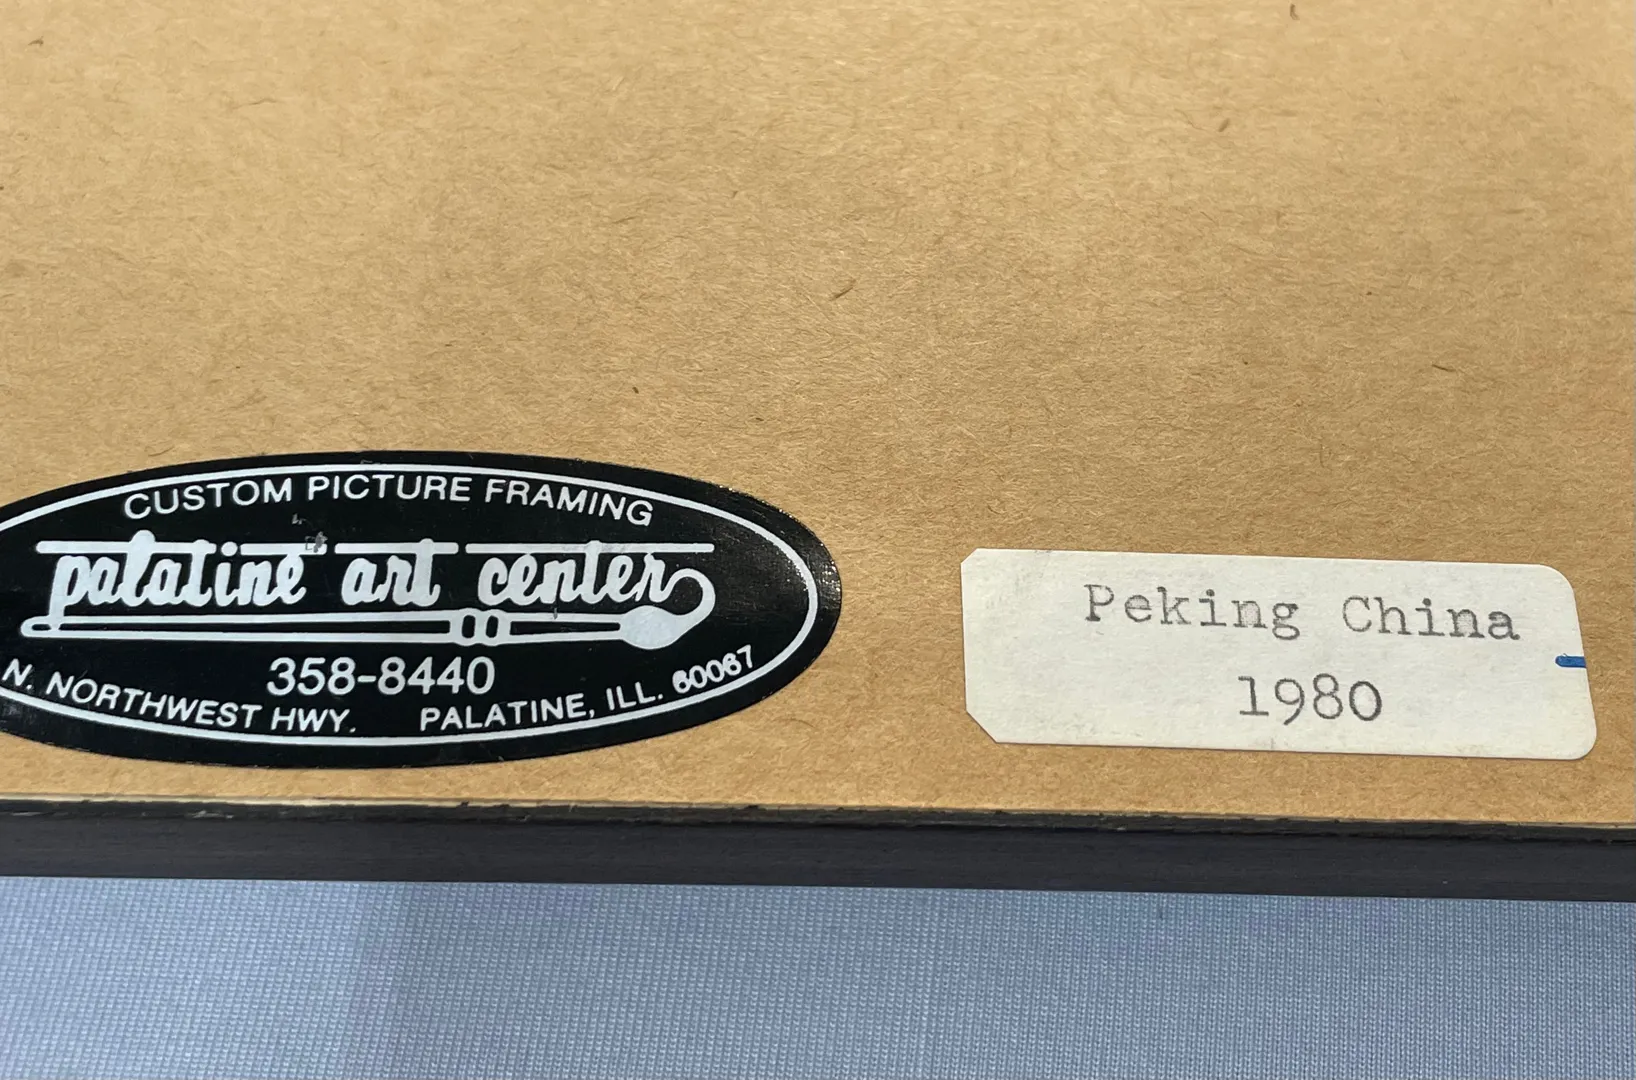 CUSTOM PICTURE FRAMING
palatine art center
358-8440
N. NORTHWEST HWY. PALATINE, ILL. 60067
Peking China
1980